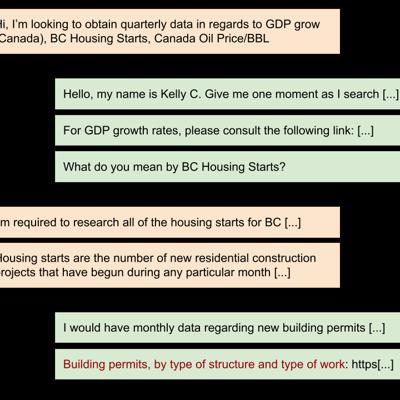 Hi, I'm looking to obtain quarterly data in regards to GDP grow
Canada), BC Housing Starts, Canada Oil Price/BBL
Hello, my name is Kelly C. Give me one moment as I search [...]
For GDP growth rates, please consult the following link: [...]
What do you mean by BC Housing Starts?
'm required to research all of the housing starts for BC [...]
Housing starts are the number of new residential construction
rojects that have begun during any particular month [...]
I would have monthly data regarding new building permits [...]
Building permits, by type of structure and type of work: https[...]